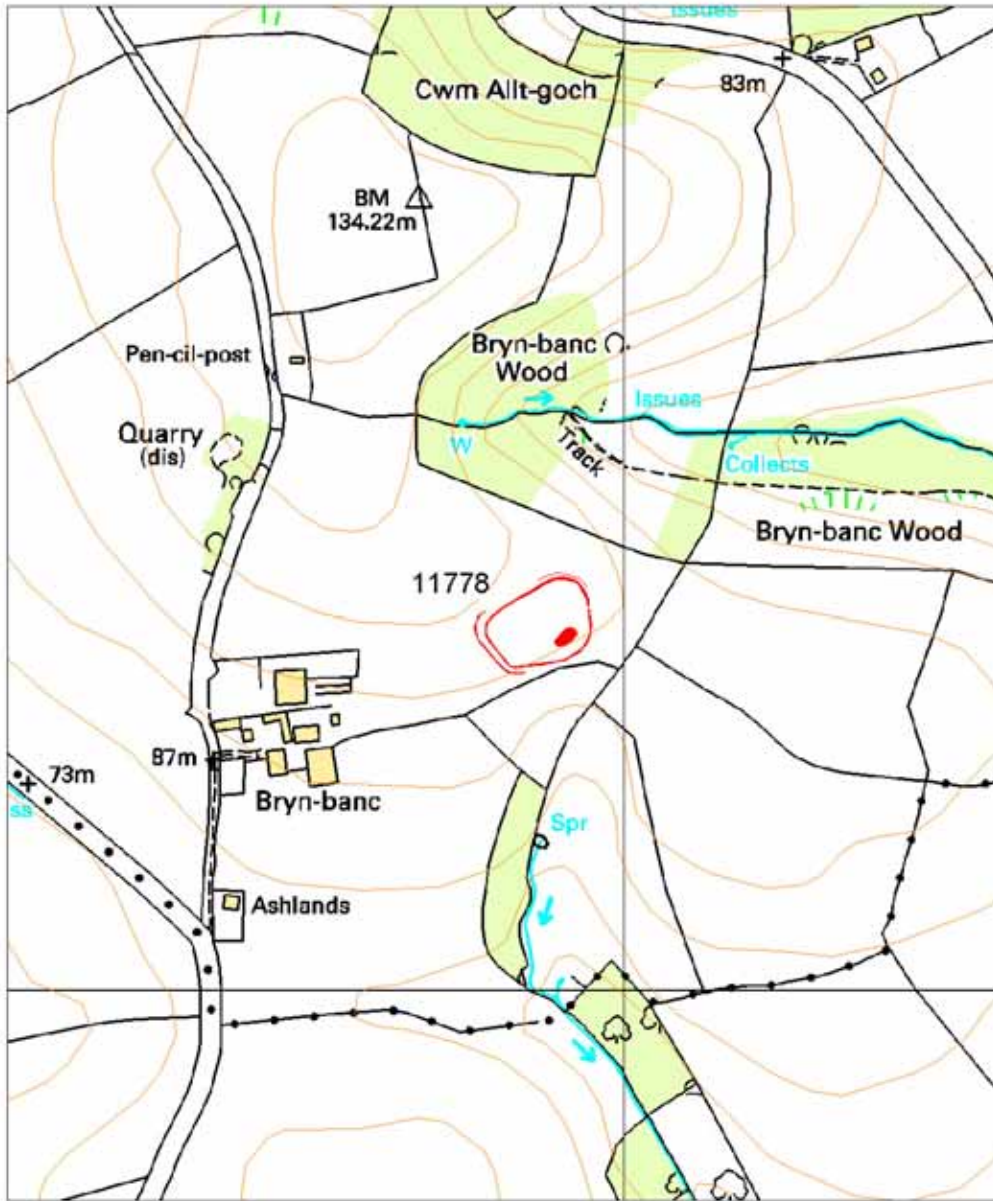 Issues
Cwm Allt-goch
83m
BM
134.22m
Pen-cil-post
Bryn-banc
Wood
Issues
Quarry
(dis)
W
Track
Collects
Bryn-banc Wood
11778
87m
73m
Bryn-banc
ss
Spr
Ashlands